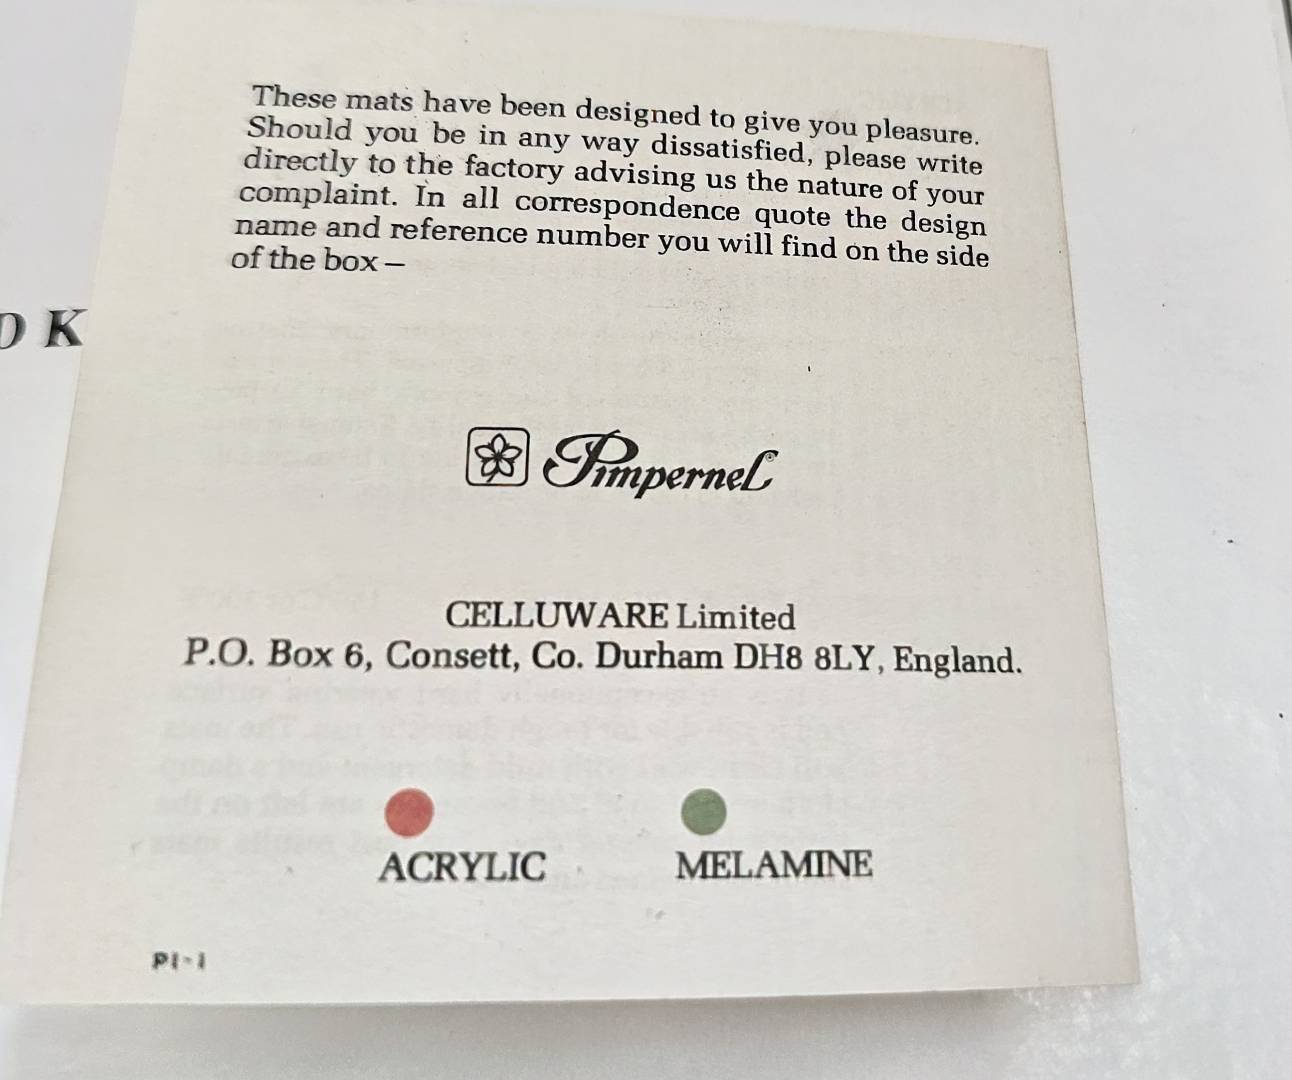 These mats have been designed to give you pleasure.
Should you be in any way dissatisfied, please write
directly to the factory advising us the nature of your
complaint. In all correspondence quote the design
name and reference number you will find on the side
of the box —
D K
Pimpernel
CELLUWARE Limited
P.O. Box 6, Consett, Co. Durham DH8 8LY, England.
ACRYLIC MELAMINE
PI-1